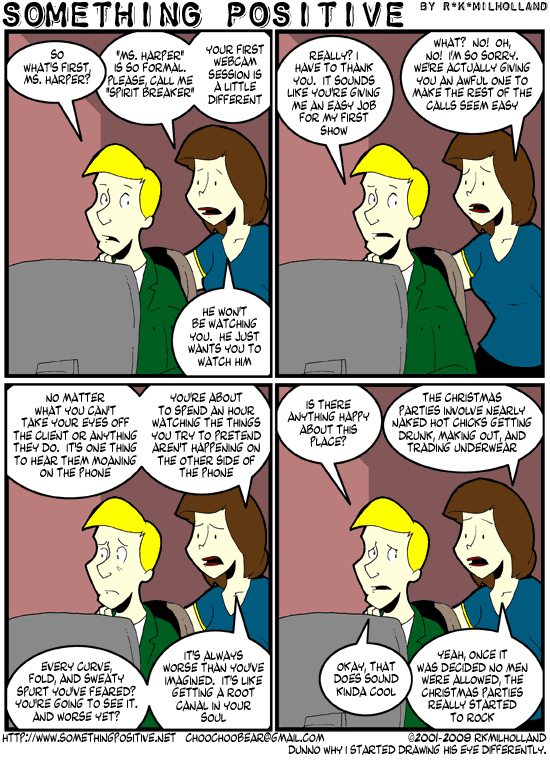 SOMETHING POSITIVE BY R*K*MILHOLLAND
SO
WHAT'S FIRST,
MS. HARPER?
"MS. HARPER"
IS SO FORMAL.
PLEASE, CALL ME
"SPIRIT BREAKER"
YOUR FIRST
WEBCAM
SESSION IS
A LITTLE
DIFFERENT
HE WON'T
BE WATCHING
YOU. HE JUST
WANTS YOU TO
WATCH HIM
REALLY? I
HAVE TO THANK
YOU. IT SOUNDS
LIKE YOU'RE GIVING
ME AN EASY JOB
FOR MY FIRST
SHOW
WHAT? NO! OH,
NO! I'M SO SORRY.
WE'RE ACTUALLY GIVING
YOU AN AWFUL ONE TO
MAKE THE REST OF THE
CALLS SEEM EASY
NO MATTER
WHAT YOU CAN'T
TAKE YOUR EYES OFF
THE CLIENT OR ANYTHING
THEY DO. IT'S ONE THING
TO HEAR THEM MOANING
ON THE PHONE
YOU'RE ABOUT
TO SPEND AN HOUR
WATCHING THE THINGS
YOU TRY TO PRETEND
AREN'T HAPPENING ON
THE OTHER SIDE OF
THE PHONE
EVERY CURVE,
FOLD, AND SWEATY
SPURT YOU'VE FEARED?
YOU'RE GOING TO SEE IT.
AND WORSE YET?
IT'S ALWAYS
WORSE THAN YOU'VE
IMAGINED. IT'S LIKE
GETTING A ROOT
CANAL IN YOUR
SOUL
IS THERE
ANYTHING HAPPY
ABOUT THIS
PLACE?
THE CHRISTMAS
PARTIES INVOLVE NEARLY
NAKED HOT CHICKS GETTING
DRUNK, MAKING OUT, AND
TRADING UNDERWEAR
OKAY, THAT
DOES SOUND
KINDA COOL
YEAH, ONCE IT
WAS DECIDED NO MEN
WERE ALLOWED, THE
CHRISTMAS PARTIES
REALLY STARTED
TO ROCK
HTTP://WWW.SOMETHINGPOSITIVE.NET CHOOCHOOBEAR@GMAIL.COM ©2001-2009 RKMILHOLLAND
DUNNO WHY I STARTED DRAWING HIS EYE DIFFERENTLY.